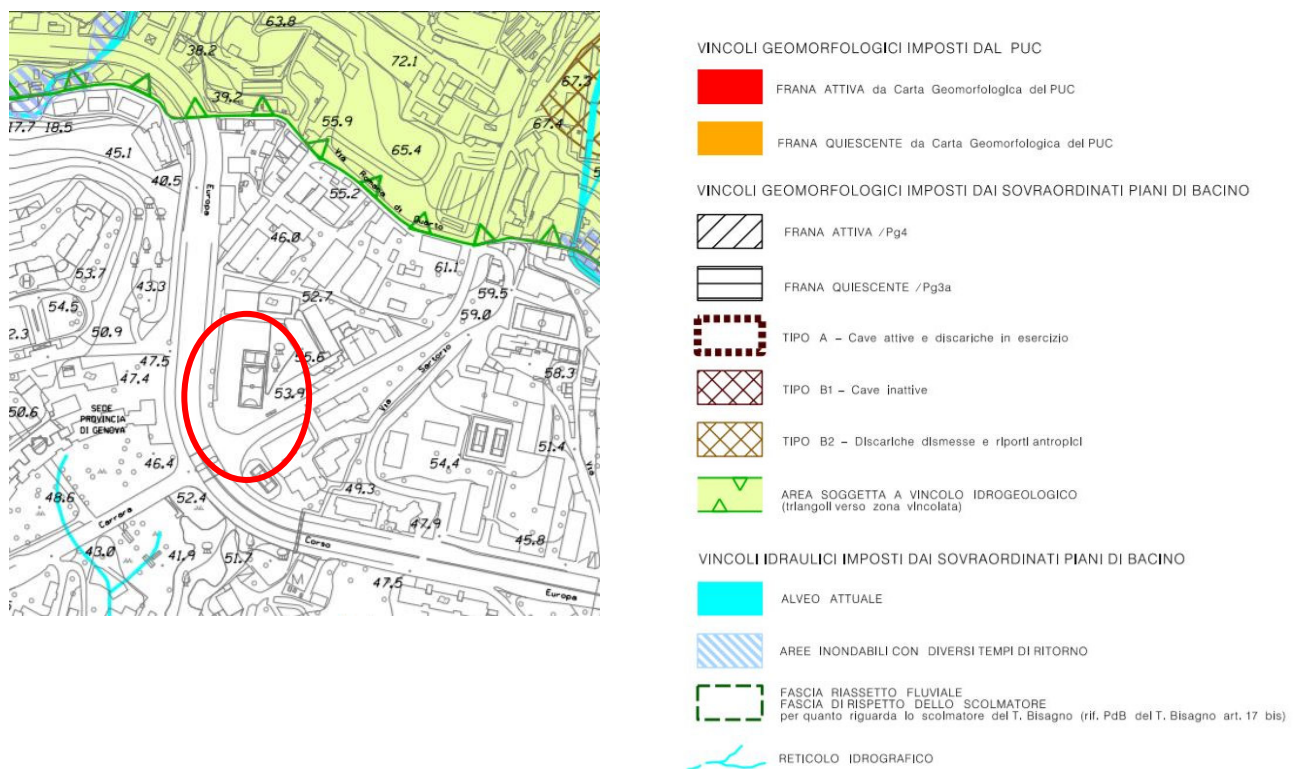 63.8
38.2
72.1
67.3
39.2
17.7 18.5
55.9
67.4
45.1
65.4
Via Romana di Quarto
40.5
55.2
Europa
46.0
61.1
53.7
43.3
52.7
59.5
54.5
59.0
50.9
47.5
55.6
Via Sartorio
47.4
53.9
58.3
50.6
SEDE
PROVINCIA
DI GENOVA
51.4
Via
46.4
54.4
48.6
52.4
49.3
Carrara
47.9
43.0
41.9
51.7
Corso
45.8
M
47.5
Europa
VINCOLI GEOMORFOLOGICI IMPOSTI DAL PUC
FRANA ATTIVA da Carta Geomorfologica del PUC
FRANA QUIESCENTE da Carta Geomorfologica del PUC
VINCOLI GEOMORFOLOGICI IMPOSTI DAI SOVRAORDINATI PIANI DI BACINO
FRANA ATTIVA /Pg4
FRANA QUIESCENTE /Pg3a
TIPO A - Cave attive e discariche in esercizio
TIPO B1 - Cave inattive
TIPO B2 - Discariche dismesse e riporti antropici
AREA SOGGETTA A VINCOLO IDROGEOLOGICO
(triangoli verso zona vincolata)
VINCOLI IDRAULICI IMPOSTI DAI SOVRAORDINATI PIANI DI BACINO
ALVEO ATTUALE
AREE INONDABILI CON DIVERSI TEMPI DI RITORNO
FASCIA RIASSETTO FLUVIALE
FASCIA DI RISPETTO DELLO SCOLMATORE
per quanto riguarda lo scolmatore del T. Bisagno (rif. PdB del T. Bisagno art. 17 bis)
RETICOLO IDROGRAFICO